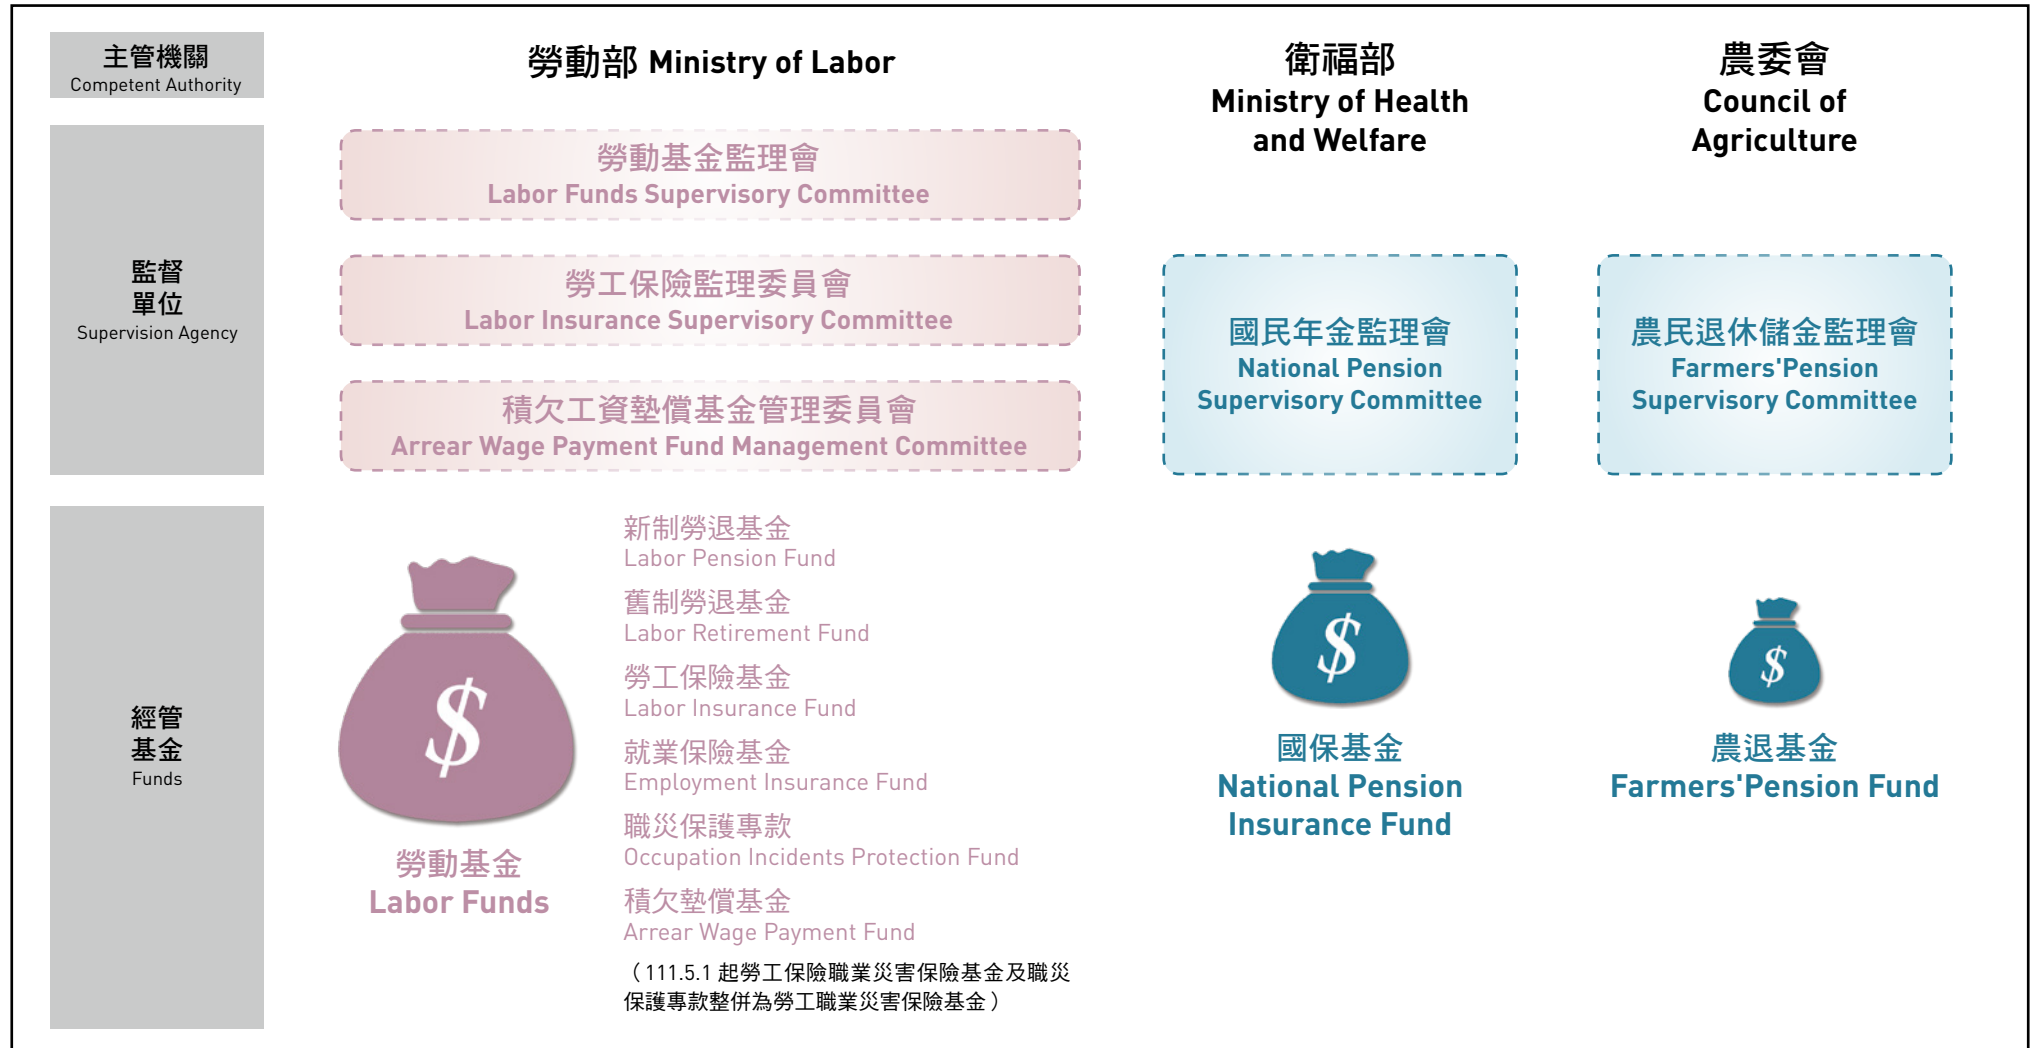 主管機關
Competent Authority
勞動部 Ministry of Labor
衛福部
Ministry of Health
and Welfare
農委會
Council of
Agriculture
監督
單位
Supervision Agency
勞動基金監理會
Labor Funds Supervisory Committee
勞工保險監理委員會
Labor Insurance Supervisory Committee
積欠工資墊償基金管理委員會
Arrear Wage Payment Fund Management Committee
國民年金監理會
National Pension
Supervisory Committee
農民退休儲金監理會
Farmers'Pension
Supervisory Committee
經管
基金
Funds
$
勞動基金
Labor Funds
新制勞退基金
Labor Pension Fund
舊制勞退基金
Labor Retirement Fund
勞工保險基金
Labor Insurance Fund
就業保險基金
Employment Insurance Fund
職災保護專款
Occupation Incidents Protection Fund
積欠墊償基金
Arrear Wage Payment Fund
（111.5.1 起勞工保險職業災害保險基金及職災
保護專款整併為勞工職業災害保險基金）
$
國保基金
National Pension
Insurance Fund
$
農退基金
Farmers'Pension Fund